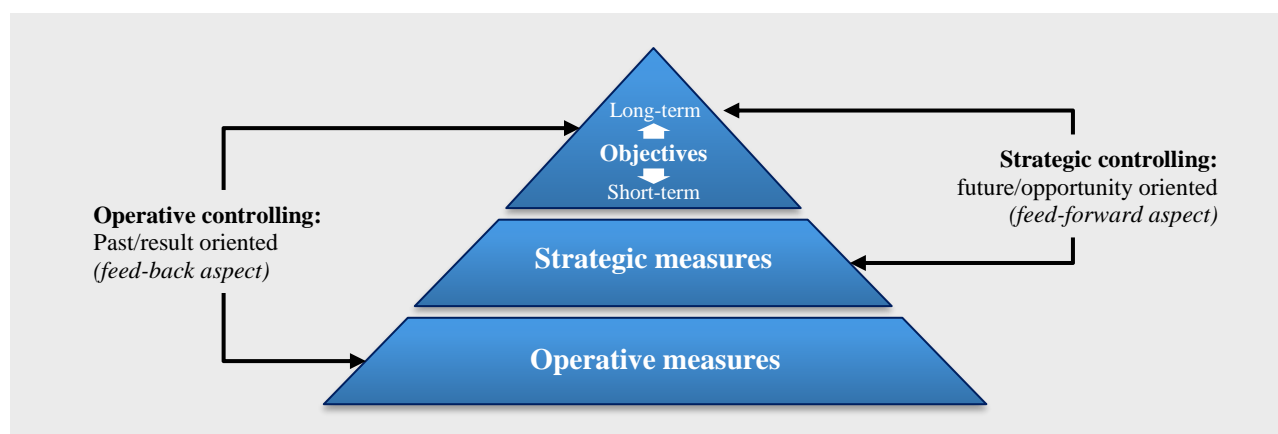 Long-term
Objectives
Short-term
Strategic controlling:
future/opportunity oriented
(feed-forward aspect)
Operative controlling:
Past/result oriented
(feed-back aspect)
Strategic measures
Operative measures